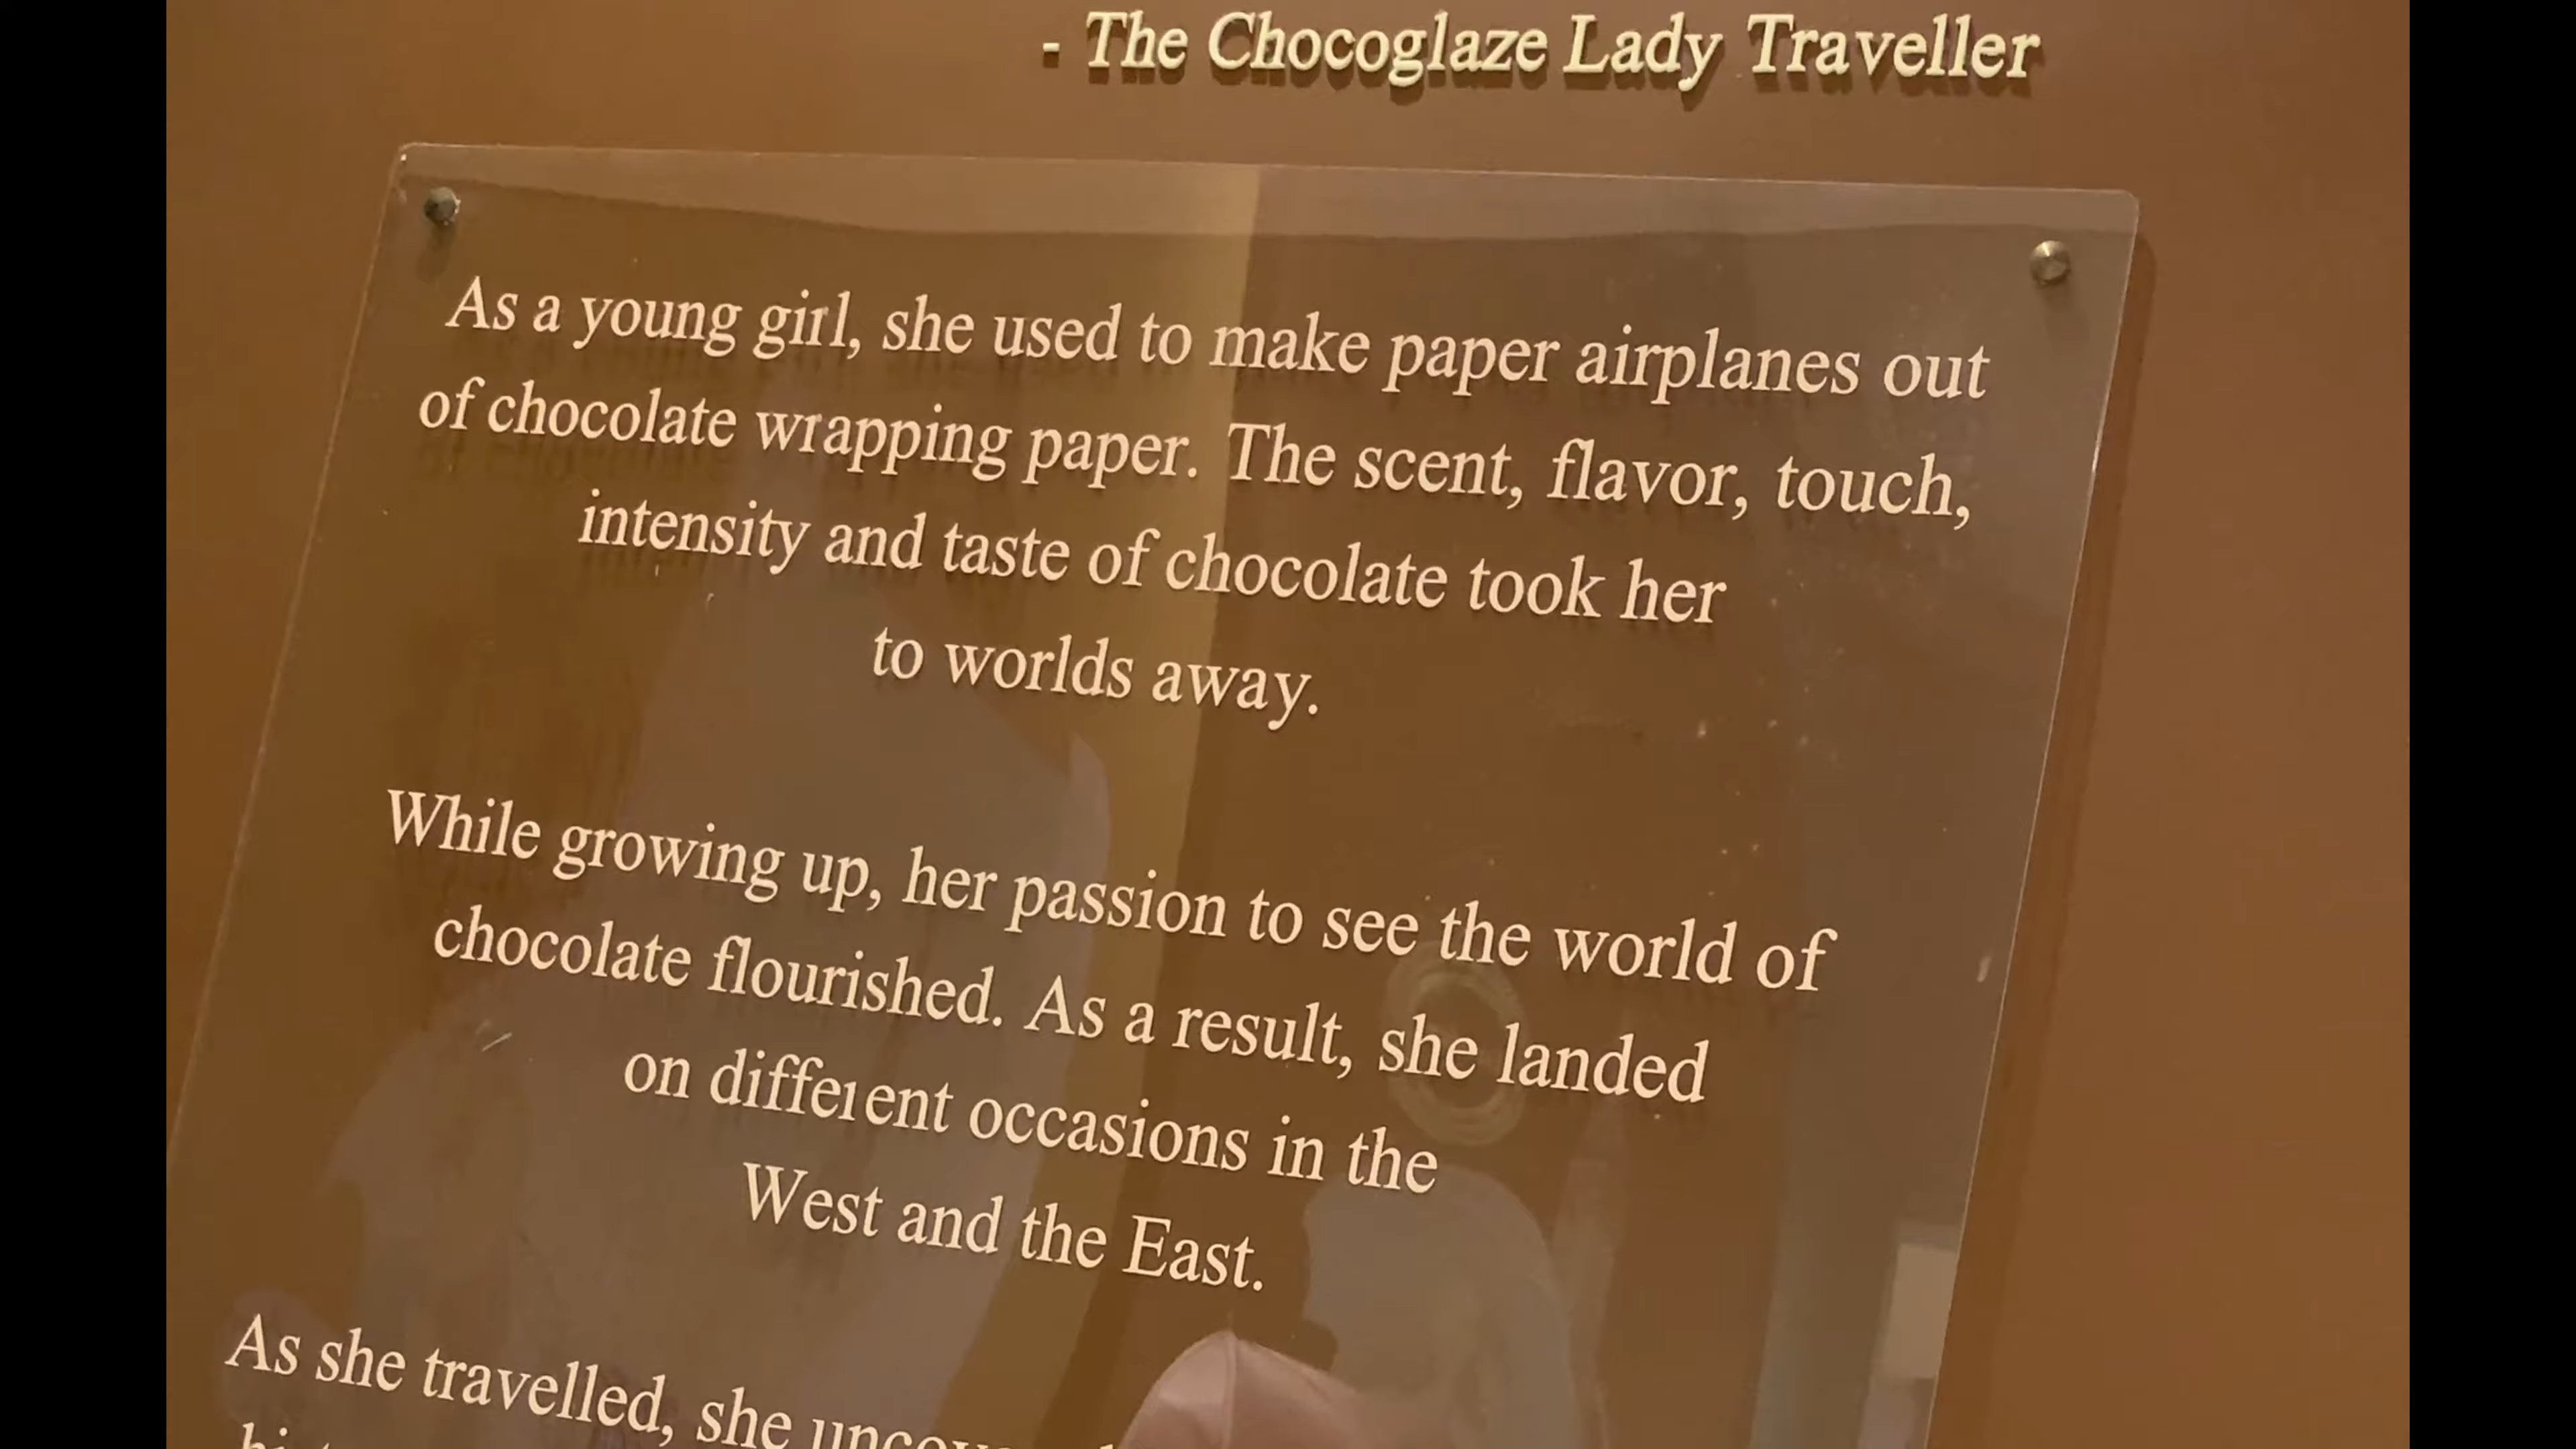 - The Chocoglaze Lady Traveller
As a young girl, she used to make paper airplanes out
of chocolate wrapping paper. The scent, flavor, touch,
intensity and taste of chocolate took her
to worlds away.
While growing up, her passion to see the world of
chocolate flourished. As a result, she landed
on different occasions in the
West and the East.
As she travelled, she